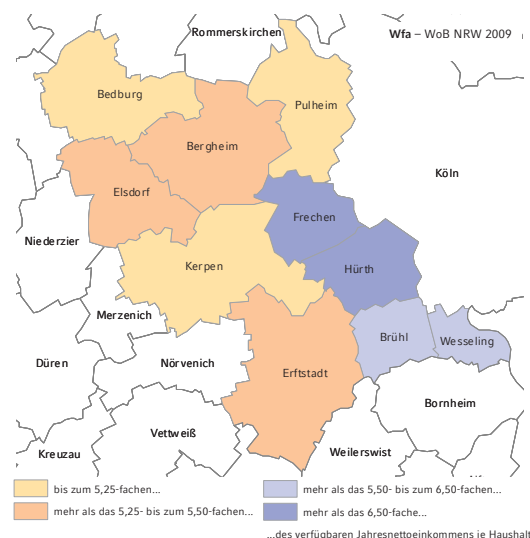 Rommerskirchen
Wfa – WoB NRW 2009
Bedburg
Pulheim
Bergheim
Köln
Elsdorf
Frechen
Niederzier
Kerpen
Hürth
Merzenich
Brühl
Wesseling
Düren
Nörvenich
Erftstadt
Bornheim
Vettweiß
Kreuzau
Weilerswist
bis zum 5,25-fachen...
mehr als das 5,50- bis zum 6,50-fachen...
mehr als das 5,25- bis zum 5,50-fachen...
mehr als das 6,50-fache...
...des verfügbaren Jahresnettoeinkommens je Haushalt